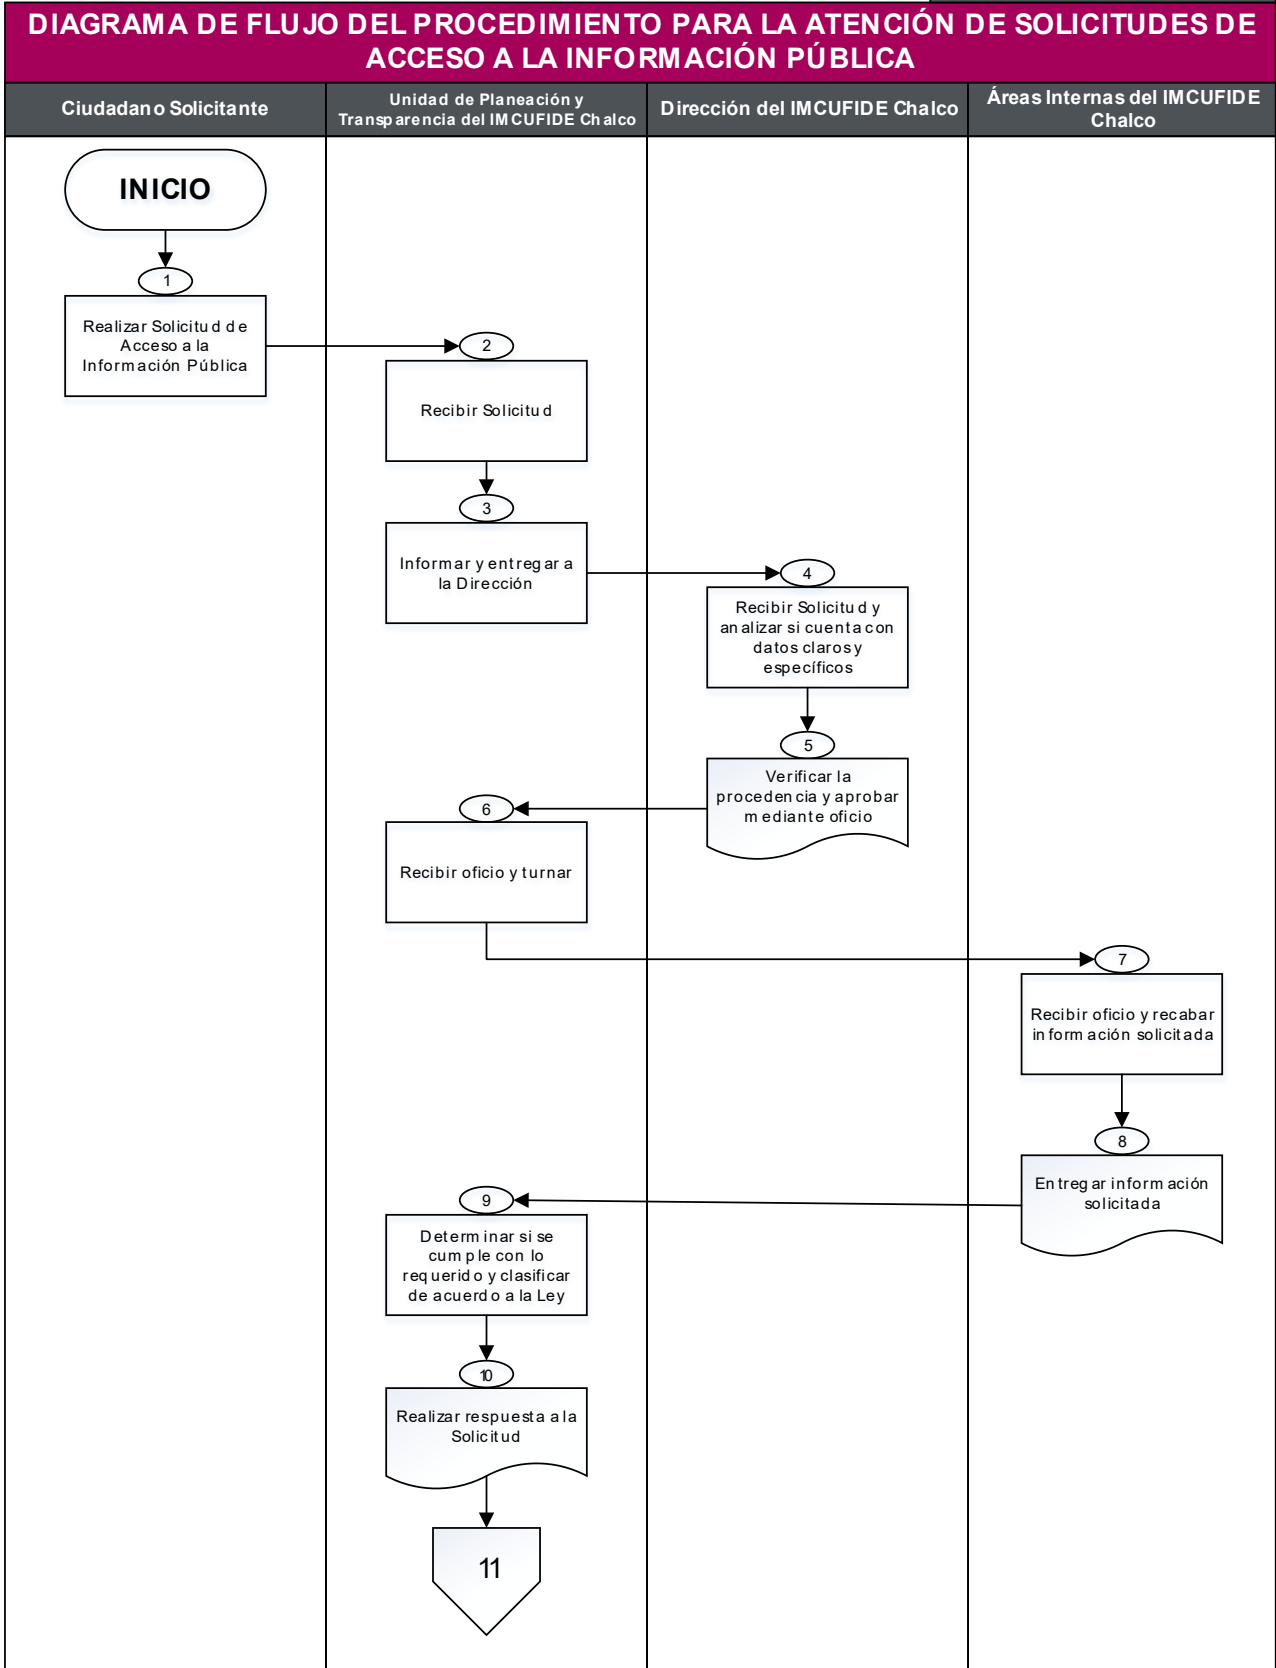 DIAGRAMA DE FLUJO DEL PROCEDIMIENTO PARA LA ATENCIÓN DE SOLICITUDES DE
ACCESO A LA INFORMACIÓN PÚBLICA
Ciudadano Solicitante
Unidad de Planeación y
Transparencia del IMCUFIDE Chalco
Dirección del IMCUFIDE Chalco
Áreas Internas del IMCUFIDE
Chalco
INICIO
1
Realizar Solicitud de
Acceso a la
Información Pública
2
Recibir Solicitud
3
Informar y entregar a
la Dirección
4
Recibir Solicitud y
analizar si cuenta con
datos claros y
específicos
5
Verificar la
procedencia y aprobar
mediante oficio
6
Recibir oficio y turnar
7
Recibir oficio y recabar
información solicitada
8
Entregar información
solicitada
9
Determinar si se
cumple con lo
requerido y clasificar
de acuerdo a la Ley
10
Realizar respuesta a la
Solicitud
11